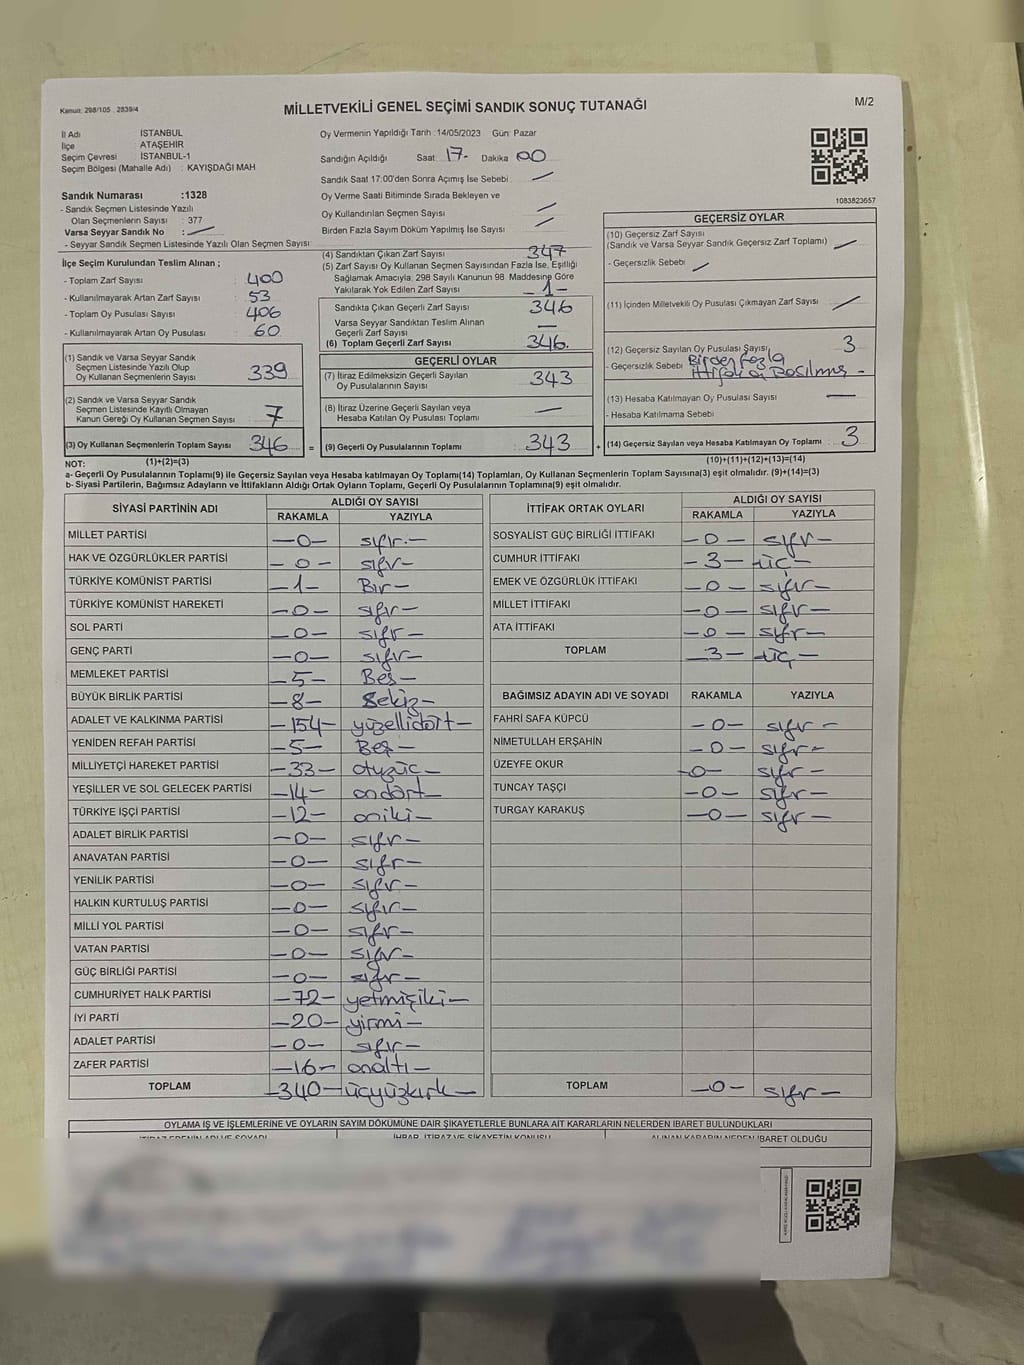 Kanun: 298/105 . 2839/4
MİLLETVEKİLİ GENEL SEÇİMİ SANDIK SONUÇ TUTANAĞI
M/2
İl Adı İSTANBUL
İlçe ATAŞEHİR
Seçim Çevresi : İSTANBUL-1
Seçim Bölgesi (Mahalle Adı) : KAYIŞDAĞI MAH
Sandık Numarası :1328
- Sandık Seçmen Listesinde Yazılı
Olan Seçmenlerin Sayısı : 377
Varsa Seyyar Sandık No : —
- Seyyar Sandık Seçmen Listesinde Yazılı Olan Seçmen Sayısı
Oy Vermenin Yapıldığı Tarih :14/05/2023 Gün: Pazar
Sandığın Açıldığı Saat 17- Dakika 00
Sandık Saat 17:00'den Sonra Açımış İse Sebebi : —
Oy Verme Saati Bitiminde Sırada Bekleyen ve
Oy Kullandırılan Seçmen Sayısı —
Birden Fazla Sayım Döküm Yapılmış İse Sayısı —
1083823657
İlçe Seçim Kurulundan Teslim Alınan ;
- Toplam Zarf Sayısı : 400
- Kullanılmayarak Artan Zarf Sayısı : 53
- Toplam Oy Pusulası Sayısı : 406
- Kullanılmayarak Artan Oy Pusulası : 60
(1) Sandık ve Varsa Seyyar Sandık
Seçmen Listesinde Yazılı Olup
Oy Kullanan Seçmenlerin Sayısı : 339
(2) Sandık ve Varsa Seyyar Sandık
Seçmen Listesinde Kayıtlı Olmayan
Kanun Gereği Oy Kullanan Seçmen Sayısı : 7
(3) Oy Kullanan Seçmenlerin Toplam Sayısı : 346 =
(1)+(2)=(3)
(4) Sandıktan Çıkan Zarf Sayısı : 347
(5) Zarf Sayısı Oy Kullanan Seçmen Sayısından Fazla İse, Eşitliği
Sağlamak Amacıyla; 298 Sayılı Kanunun 98. Maddesine Göre
Yakılarak Yok Edilen Zarf Sayısı : -1-
Sandıkta Çıkan Geçerli Zarf Sayısı : 346
Varsa Seyyar Sandıktan Teslim Alınan
Geçerli Zarf Sayısı : —
(6) Toplam Geçerli Zarf Sayısı : 346.
GEÇERLİ OYLAR
(7) İtiraz Edilmeksizin Geçerli Sayılan
Oy Pusulalarının Sayısı : 343
(8) İtiraz Üzerine Geçerli Sayılan veya
Hesaba Katılan Oy Pusulası Toplamı : —
(9) Geçerli Oy Pusulalarının Toplamı : 343 +
GEÇERSİZ OYLAR
(10) Geçersiz Zarf Sayısı :
(Sandık ve Varsa Seyyar Sandık Geçersiz Zarf Toplamı) —
- Geçersizlik Sebebi : —
(11) İçinden Milletvekili Oy Pusulası Çıkmayan Zarf Sayısı : —
(12) Geçersiz Sayılan Oy Pusulası Sayısı, : 3
- Geçersizlik Sebebi : Birden fazla
ittifaka Basılmış -
(13) Hesaba Katılmayan Oy Pusulası Sayısı : —
- Hesaba Katılmama Sebebi :
(14) Geçersiz Sayılan veya Hesaba Katılmayan Oy Toplamı : 3
(10)+(11)+(12)+(13)=(14)
NOT:
a- Geçerli Oy Pusulalarının Toplamı(9) ile Geçersiz Sayılan veya Hesaba katılmayan Oy Toplamı(14) Toplamları, Oy Kullanan Seçmenlerin Toplam Sayısına(3) eşit olmalıdır. (9)+(14)=(3)
b- Siyasi Partilerin, Bağımsız Adayların ve İttifakların Aldığı Ortak Oyların Toplamı, Geçerli Oy Pusulalarının Toplamına(9) eşit olmalıdır.
SİYASİ PARTİNİN ADI ALDIĞI OY SAYISI
RAKAMLA YAZIYLA
MİLLET PARTİSİ -0- sıfır.-
HAK VE ÖZGÜRLÜKLER PARTİSİ -0- sıfır-
TÜRKİYE KOMÜNİST PARTİSİ -1- Bir-
TÜRKİYE KOMÜNİST HAREKETİ -0- sıfır-
SOL PARTİ -0- sıfır-
GENÇ PARTİ -0- sıfır-
MEMLEKET PARTİSİ -5- Beş-
BÜYÜK BİRLİK PARTİSİ -8- Sekiz-
ADALET VE KALKINMA PARTİSİ -154- yüzellidört-
YENİDEN REFAH PARTİSİ -5- Beş-
MİLLİYETÇİ HAREKET PARTİSİ -33- otuzüç-
YEŞİLLER VE SOL GELECEK PARTİSİ -14- ondört-
TÜRKİYE İŞÇİ PARTİSİ -12- oniki-
ADALET BİRLİK PARTİSİ -0- sıfır-
ANAVATAN PARTİSİ -0- sıfır-
YENİLİK PARTİSİ -0- sıfır-
HALKIN KURTULUŞ PARTİSİ -0- sıfır-
MİLLİ YOL PARTİSİ -0- sıfır-
VATAN PARTİSİ -0- sıfır-
GÜÇ BİRLİĞİ PARTİSİ -0- sıfır-
CUMHURİYET HALK PARTİSİ -72- yetmişiki-
İYİ PARTİ -20- yirmi-
ADALET PARTİSİ -0- sıfır-
ZAFER PARTİSİ -16- onaltı-
TOPLAM -340- üçyüzkırk-
İTTİFAK ORTAK OYLARI ALDIĞI OY SAYISI
RAKAMLA YAZIYLA
SOSYALİST GÜÇ BİRLİĞİ İTTİFAKI -0- sıfır-
CUMHUR İTTİFAKI -3- üç-
EMEK VE ÖZGÜRLÜK İTTİFAKI -0- sıfır-
MİLLET İTTİFAKI -0- sıfır-
ATA İTTİFAKI -0- sıfır-
TOPLAM -3- üç-
BAĞIMSIZ ADAYIN ADI VE SOYADI RAKAMLA YAZIYLA
FAHRİ SAFA KÜPCÜ -0- sıfır-
NİMETULLAH ERŞAHİN -0- sıfır-
ÜZEYFE OKUR -0- sıfır-
TUNCAY TAŞÇI -0- sıfır-
TURGAY KARAKUŞ -0- sıfır-
TOPLAM -0- sıfır-
OYLAMA İŞ VE İŞLEMLERİNE VE OYLARIN SAYIM DÖKÜMÜNE DAİR ŞİKAYETLERLE BUNLARA AİT KARARLARIN NELERDEN İBARET BULUNDUKLARI
İTİRAZ EDENİN ADI VE SOYADI İHBAR, İTİRAZ VE ŞİKAYETİN KONUSU ALINAN KARARIN NEDEN İBARET OLDUĞU